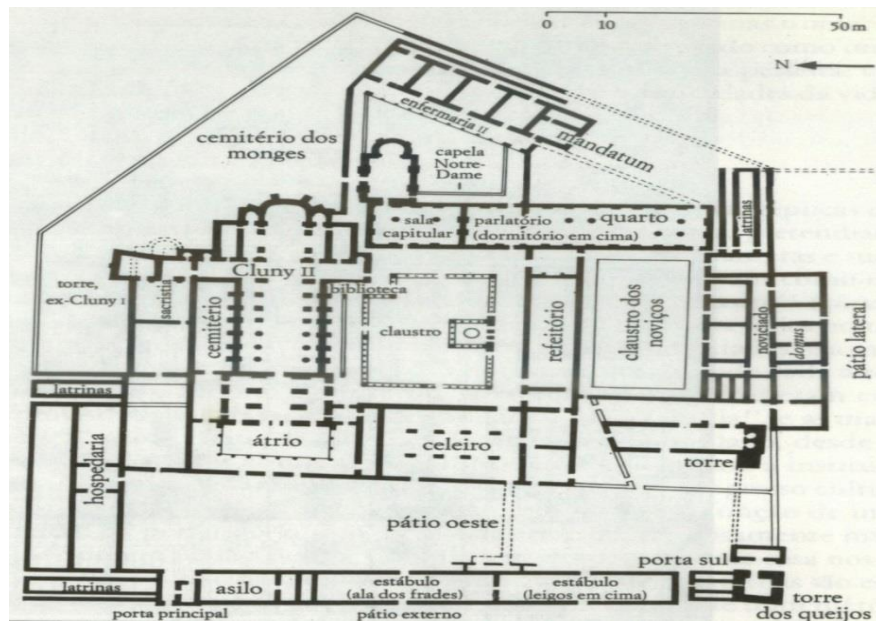 0 10 50 m
N
cemitério dos
monges
enfermaria II
mandatum
capela
Notre-
Dame
sala
capitular
parlatório
(dormitório em cima)
quarto
latrinas
torre,
ex-Cluny I
sacristia
cemitério
Cluny II
biblioteca
claustro
refeitório
claustro dos
noviços
noviciado
domus
pátio lateral
latrinas
hospedaria
átrio
celeiro
torre
pátio oeste
porta sul
latrinas
asilo
estábulo
(ala dos frades)
estábulo
(leigos em cima)
torre
dos queijos
porta principal
pátio externo